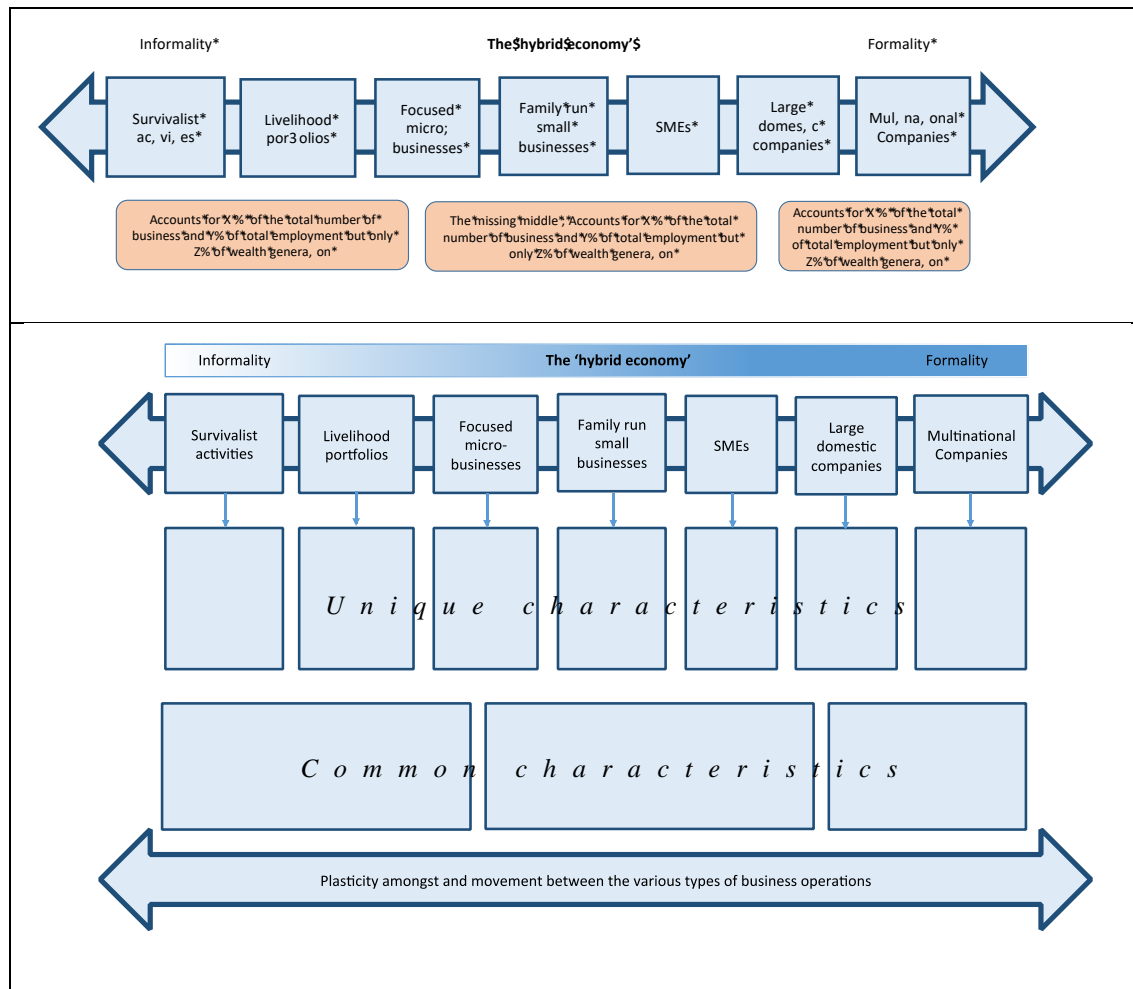 Informality*
The$'hybrid$economy'$
Formality*
Survivalist*
ac, vi, es*
Livelihood*
por3 olios*
Focused*
micro;
businesses*
Family*run*
small*
businesses*
SMEs*
Large*
domes, c*
companies*
Mul, na, onal*
Companies*
Accounts*for*X%*of*the*total*number*of*
business*and*Y%*of*total*employment*but*only*
Z%*of*wealth*genera, on*
The*missing*middle*;*Accounts*for*X%*of*the*total*
number*of*business*and*Y%*of*total*employment*but*
only*Z%*of*wealth*genera, on*
Accounts*for*X%*of*the*total*
number*of*business*and*Y%*
of*total*employment*but*only*
Z%*of*wealth*genera, on*
Informality
The 'hybrid economy'
Formality
Survivalist
activities
Livelihood
portfolios
Focused
micro-
businesses
Family run
small
businesses
SMEs
Large
domestic
companies
Multinational
Companies
Unique characteristics
Common characteristics
Plasticity amongst and movement between the various types of business operations